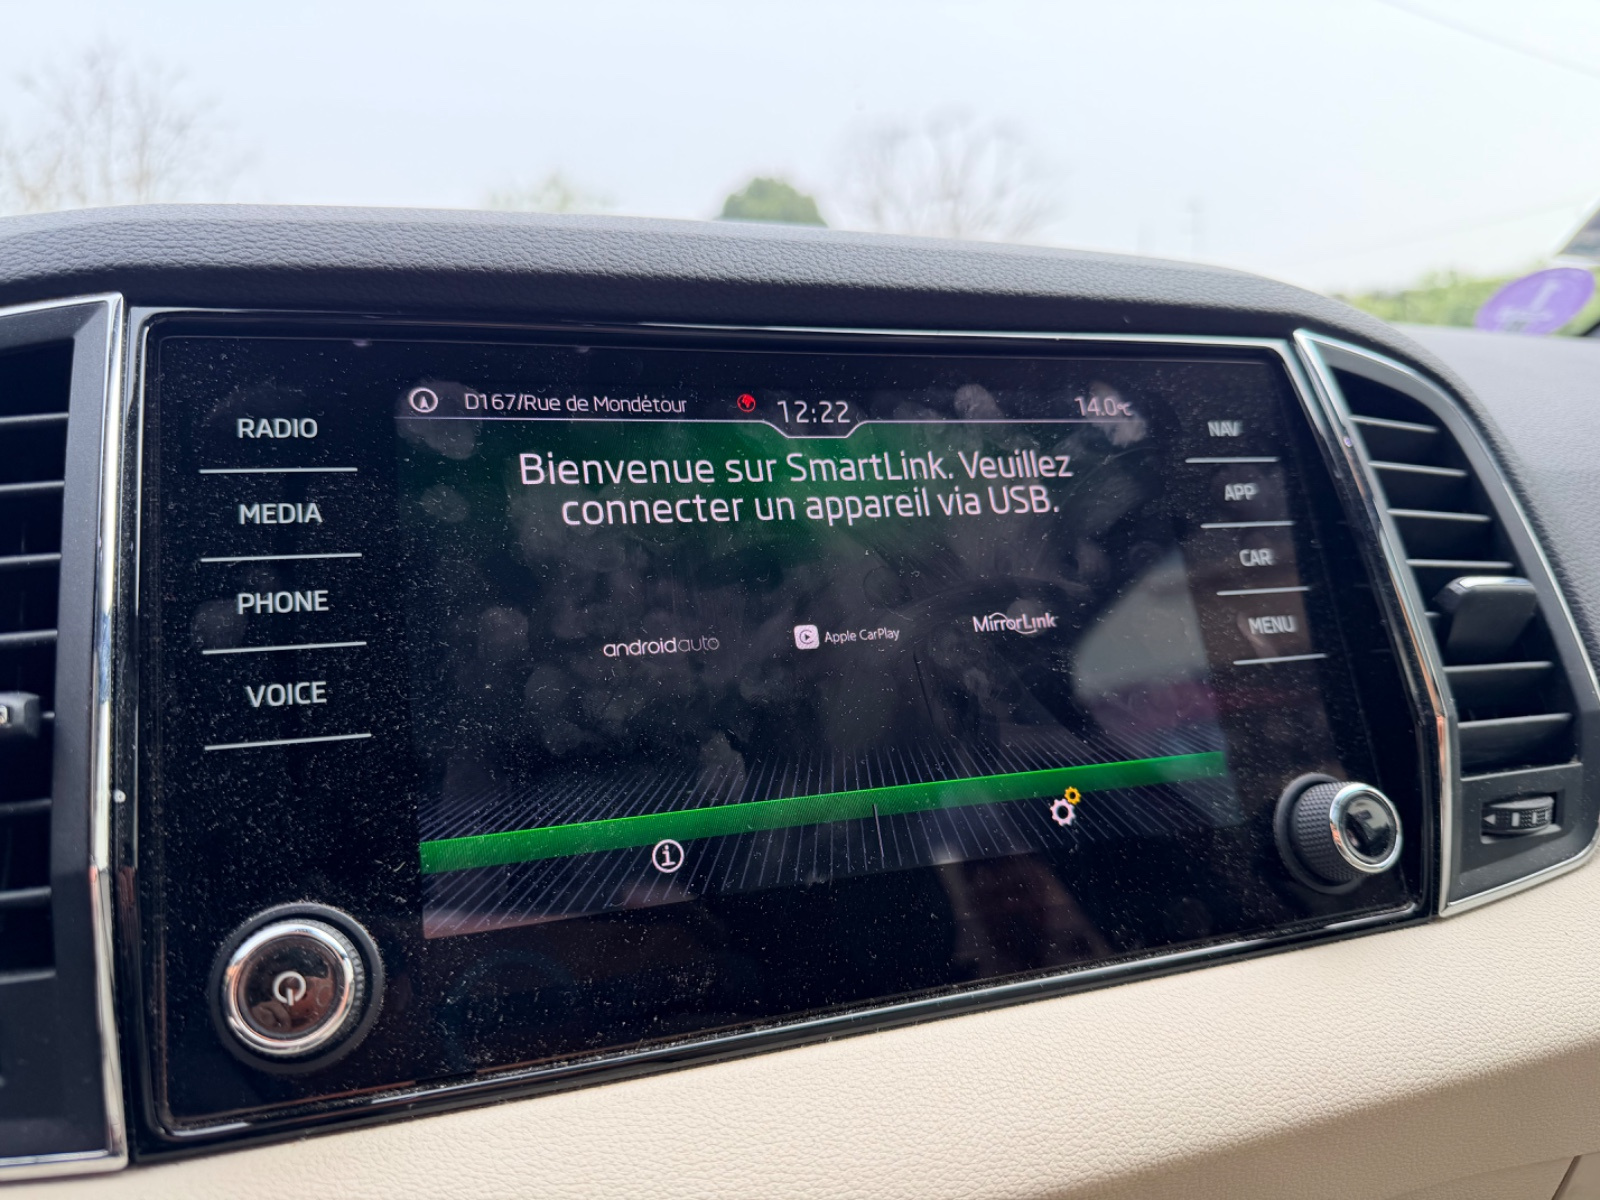 D167/Rue de Mondétour
12:22
14.0°C
RADIO
MEDIA
PHONE
VOICE
Bienvenue sur SmartLink. Veuillez
connecter un appareil via USB.
androidauto
Apple CarPlay
MirrorLink
NAV
APP
CAR
MENU